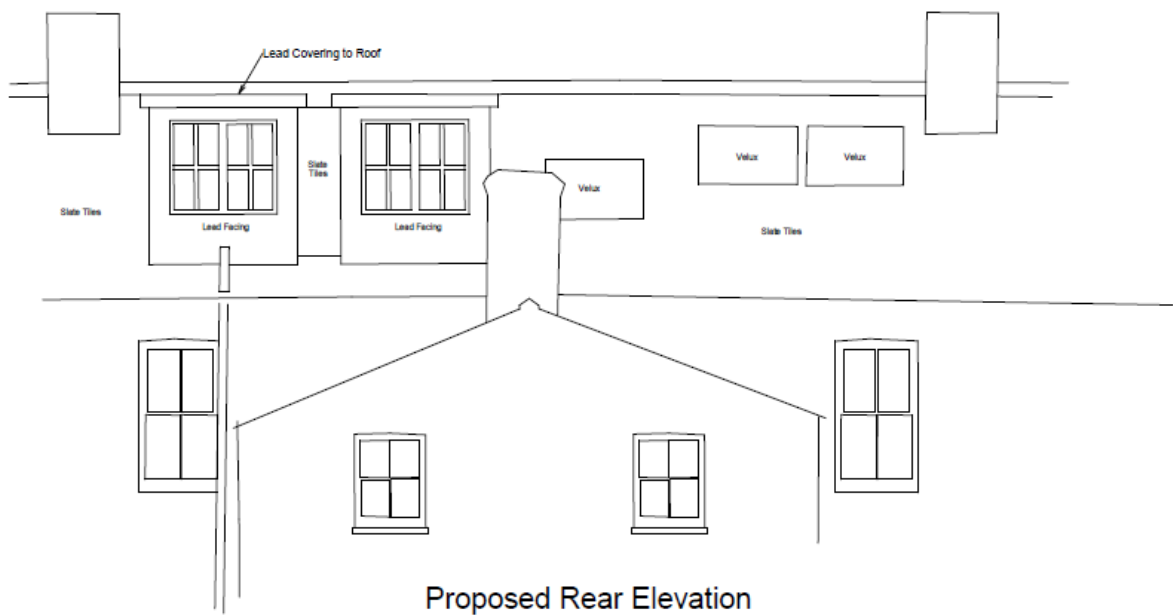 Lead Covering to Roof
Slate
Tiles
Velux
Velux
Velux
Slate Tiles
Lead Facing
Lead Facing
Slate Tiles
Proposed Rear Elevation